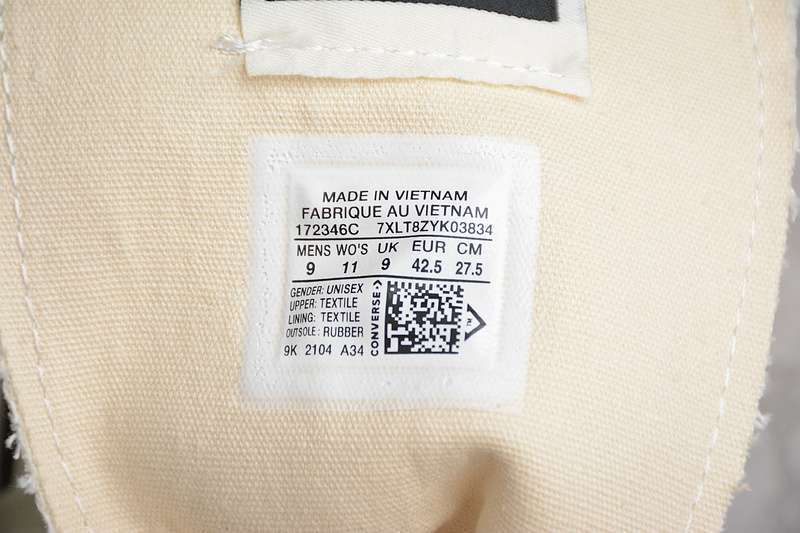 MADE IN VIETNAM
FABRIQUE AU VIETNAM
172346C 7XLT8ZYK03834
MENS WO'S UK EUR CM
9 11 9 42.5 27.5
GENDER: UNISEX
UPPER: TEXTILE
LINING: TEXTILE
OUTSOLE: RUBBER
9K 2104 A34
CONVERSE
TM